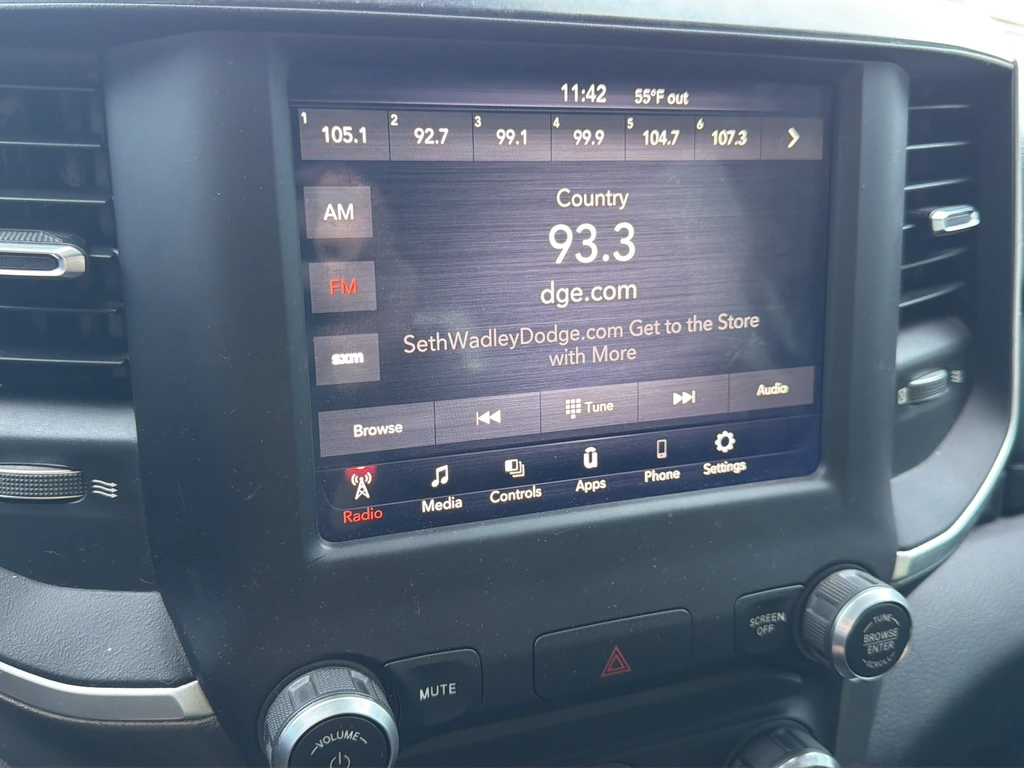 11:42 55°F out
1 105.1 2 92.7 3 99.1 4 99.9 5 104.7 6 107.3
AM
FM
sxm
Country
93.3
dge.com
SethWadleyDodge.com Get to the Store
with More
Browse Tune Audio
Radio Media Controls Apps Phone Settings
MUTE
VOLUME
SCREEN
OFF
TUNE
BROWSE
ENTER
SCROLL